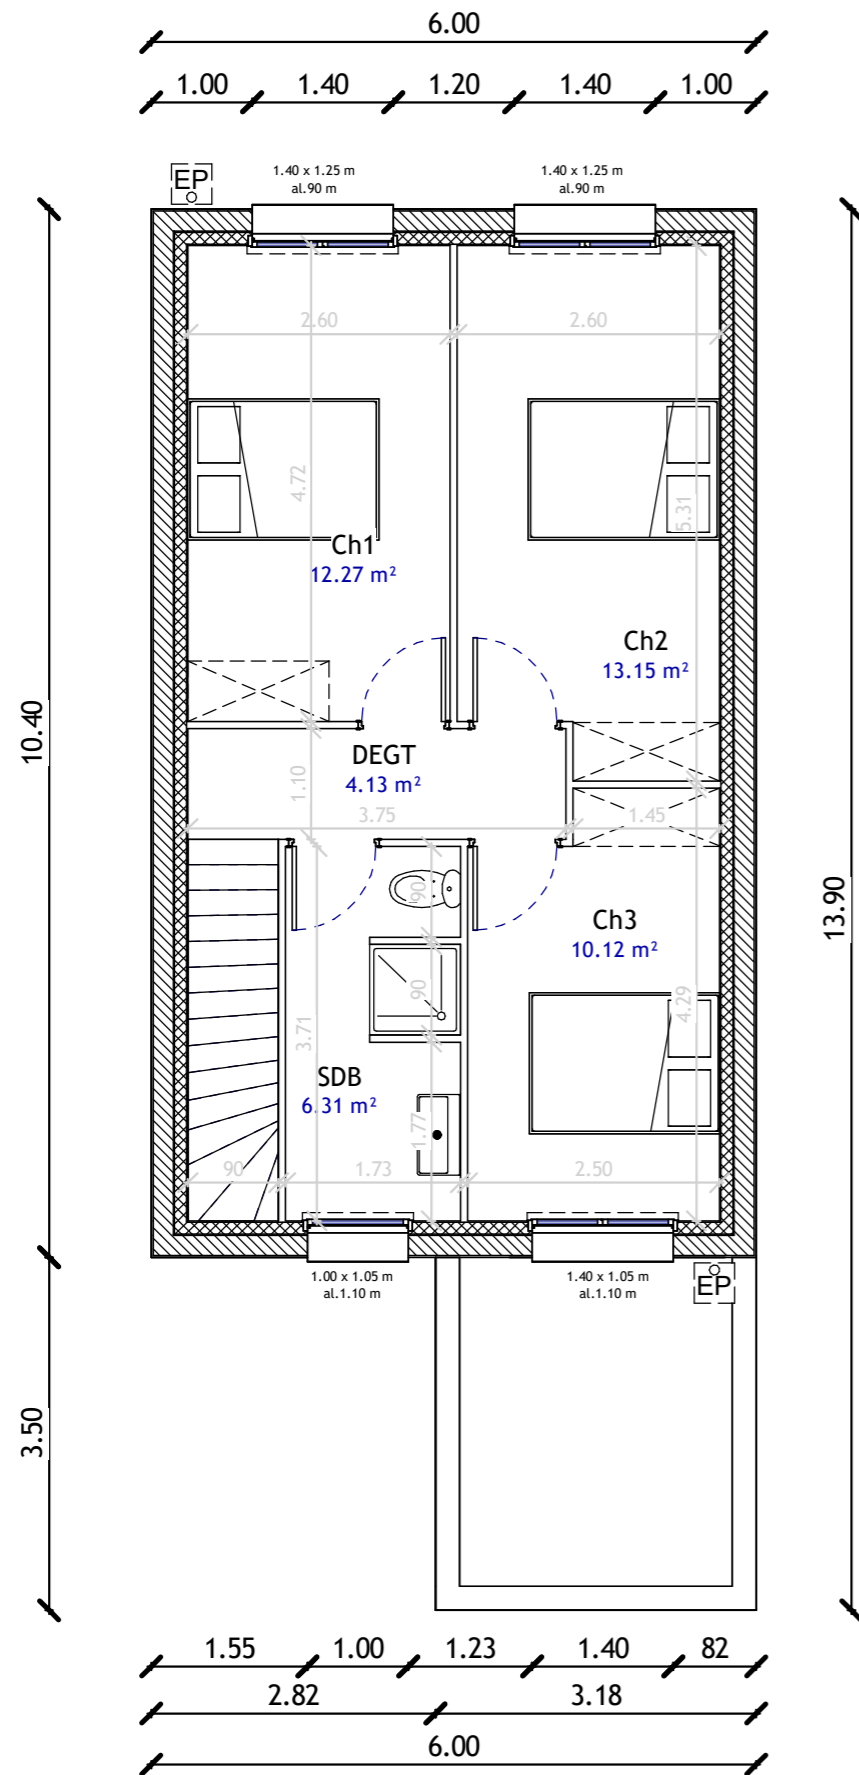 6.00
1.00 1.40 1.20 1.40 1.00
EP
1.40 x 1.25 m
al.90 m
1.40 x 1.25 m
al.90 m
2.60
2.60
4.72
5.31
Ch1
12.27 m²
Ch2
13.15 m²
10.40
DEGT
4.13 m²
1.10
3.75
1.45
13.90
90
Ch3
10.12 m²
90
4.29
3.71
SDB
6.31 m²
1.77
90
1.73
2.50
1.00 x 1.05 m
al.1.10 m
1.40 x 1.05 m
al.1.10 m
EP
3.50
1.55 1.00 1.23 1.40 82
2.82 3.18
6.00